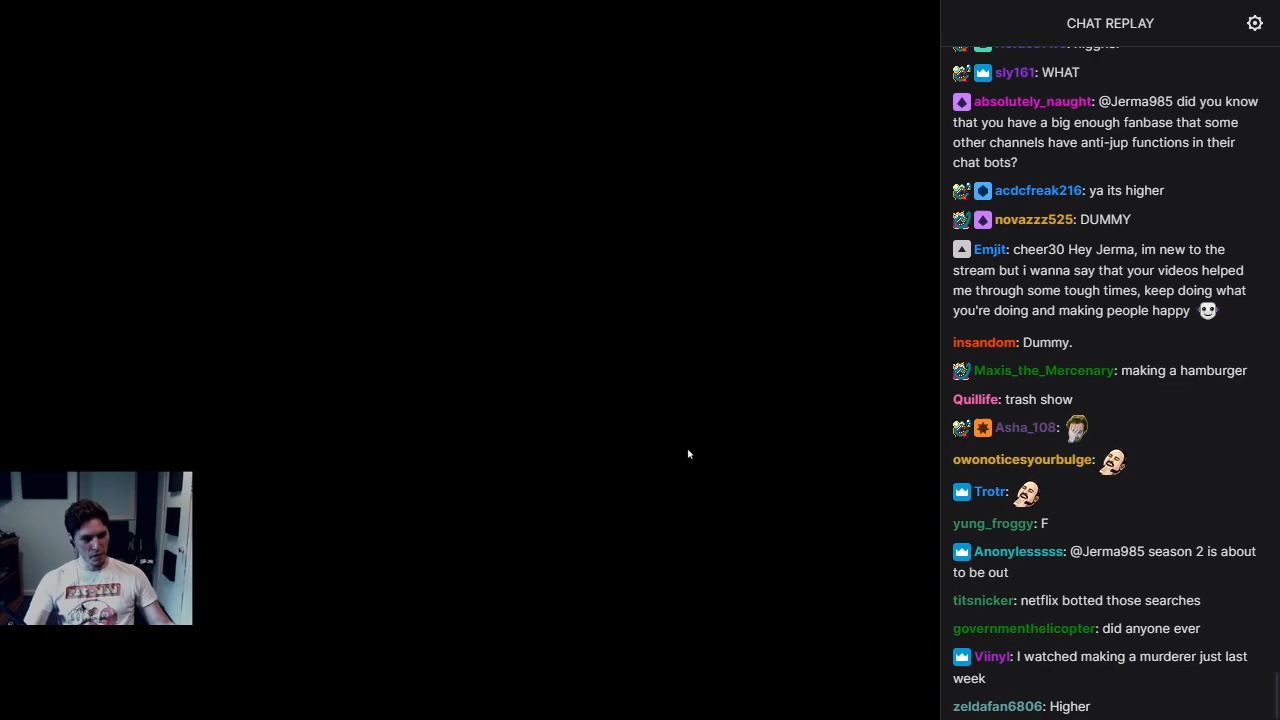 CHAT REPLAY
sly161: WHAT
absolutely_naught: @Jerma985 did you know
that you have a big enough fanbase that some
other channels have anti-jup functions in their
chat bots?
acdcfreak216: ya its higher
novazzz525: DUMMY
Emjit: cheer30 Hey Jerma, im new to the
stream but i wanna say that your videos helped
me through some tough times, keep doing what
you're doing and making people happy
insandom: Dummy.
Maxis_the_Mercenary: making a hamburger
Quillife: trash show
Asha_108:
owonoticesyourbulge:
Trotr:
yung_froggy: F
Anonylesssss: @Jerma985 season 2 is about
to be out
titsnicker: netflix botted those searches
governmenthelicopter: did anyone ever
Viinyl: I watched making a murderer just last
week
zeldafan6806: Higher